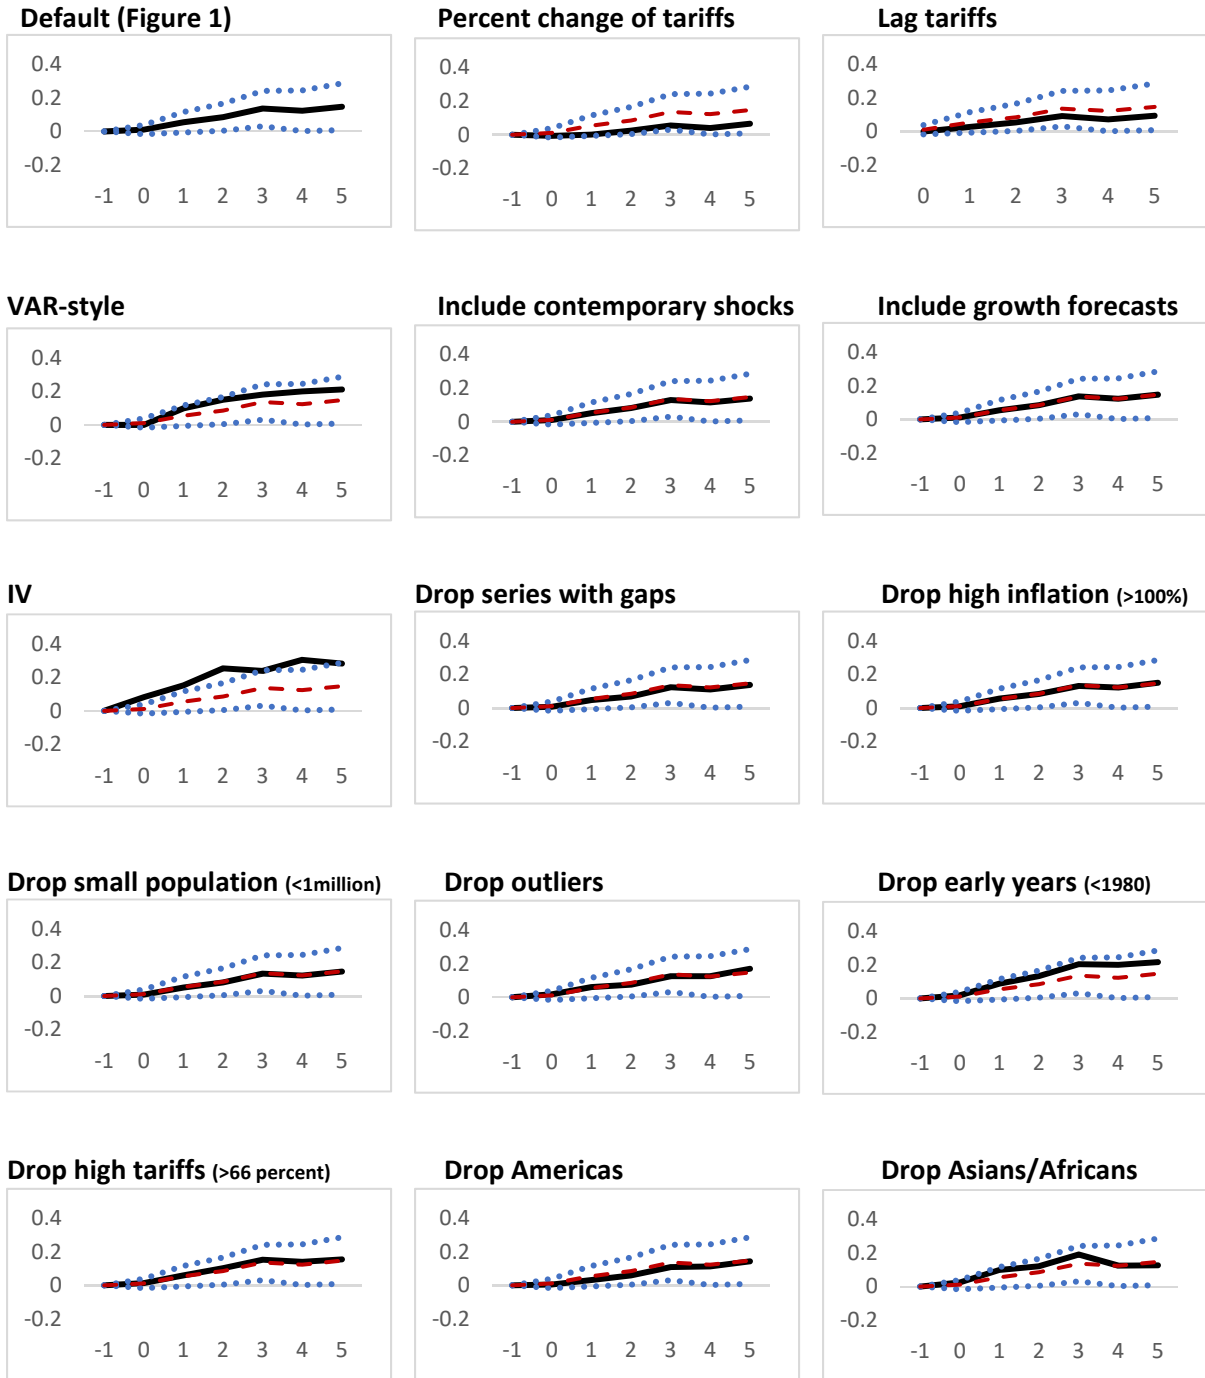 Default (Figure 1)
0.4
0.2
0
-0.2
-1 0 1 2 3 4 5
Percent change of tariffs
0.4
0.2
0
-0.2
-1 0 1 2 3 4 5
Lag tariffs
0.4
0.2
0
-0.2
0 1 2 3 4 5
VAR-style
0.4
0.2
0
-0.2
-1 0 1 2 3 4 5
Include contemporary shocks
0.4
0.2
0
-0.2
-1 0 1 2 3 4 5
Include growth forecasts
0.4
0.2
0
-0.2
-1 0 1 2 3 4 5
IV
0.4
0.2
0
-0.2
-1 0 1 2 3 4 5
Drop series with gaps
0.4
0.2
0
-0.2
-1 0 1 2 3 4 5
Drop high inflation (>100%)
0.4
0.2
0
-0.2
-1 0 1 2 3 4 5
Drop small population (<1million)
0.4
0.2
0
-0.2
-1 0 1 2 3 4 5
Drop outliers
0.4
0.2
0
-0.2
-1 0 1 2 3 4 5
Drop early years (<1980)
0.4
0.2
0
-0.2
-1 0 1 2 3 4 5
Drop high tariffs (>66 percent)
0.4
0.2
0
-0.2
-1 0 1 2 3 4 5
Drop Americas
0.4
0.2
0
-0.2
-1 0 1 2 3 4 5
Drop Asians/Africans
0.4
0.2
0
-0.2
-1 0 1 2 3 4 5